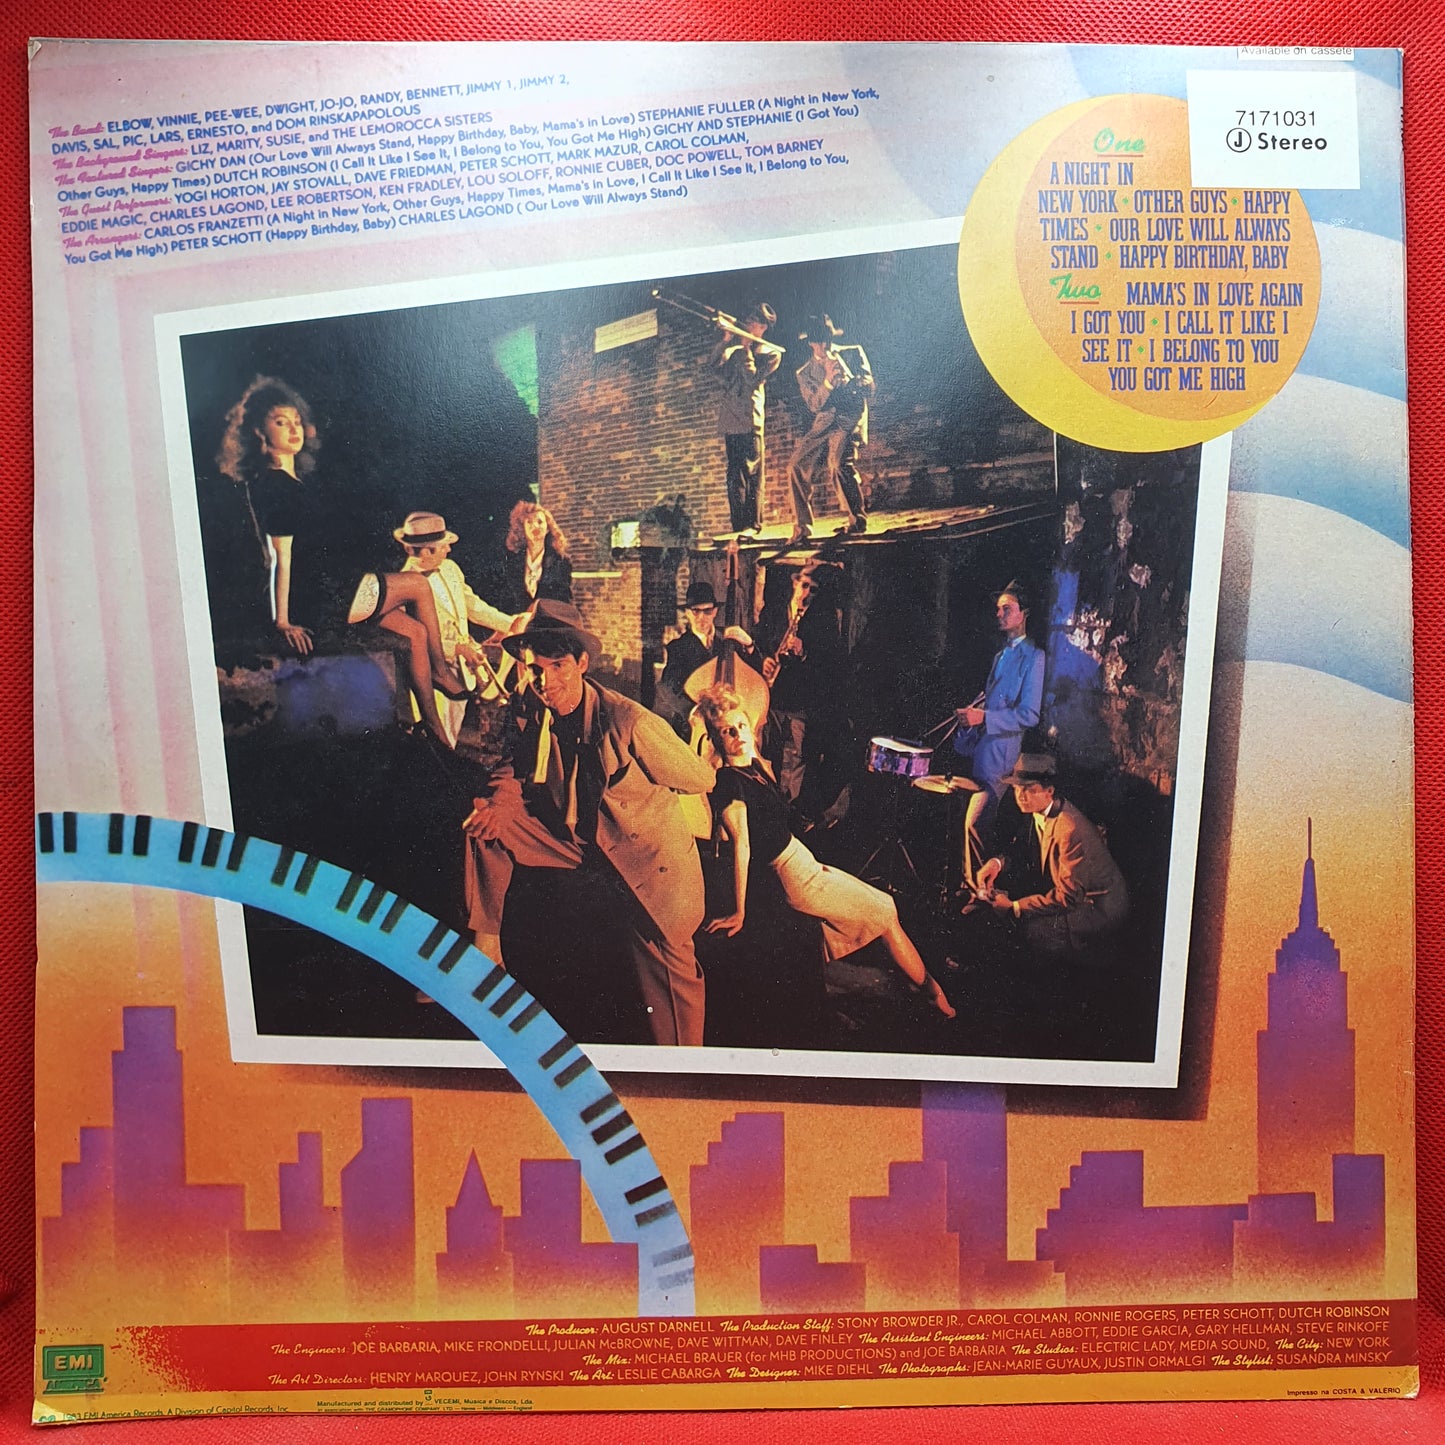 The Band: ELBOW, VINNIE, PEE-WEE, DWIGHT, JO-JO, RANDY, BENNETT, JIMMY 1, JIMMY 2,
DAVIS, SAL, PIC, LARS, ERNESTO, and DOM RINSKAPAPOLOUS
The Background Singers: LIZ, MARITY, SUSIE, and THE LEMOROCCA SISTERS
The Featured Singers: GICHY DAN (Our Love Will Always Stand, Happy Birthday, Baby, Mama's in Love) STEPHANIE FULLER (A Night in New York,
Other Guys, Happy Times) DUTCH ROBINSON (I Call It Like I See It, I Belong to You, You Got Me High) GICHY AND STEPHANIE (I Got You)
The Guest Performers: YOGI HORTON, JAY STOVALL, DAVE FRIEDMAN, PETER SCHOTT, MARK MAZUR, CAROL COLMAN,
EDDIE MAGIC, CHARLES LAGOND, LEE ROBERTSON, KEN FRADLEY, LOU SOLOFF, RONNIE CUBER, DOC POWELL, TOM BARNEY
The Arrangers: CARLOS FRANZETTI (A Night in New York, Other Guys, Happy Times, Mama's in Love, I Call It Like I See It, I Belong to You,
You Got Me High) PETER SCHOTT (Happy Birthday, Baby) CHARLES LAGOND ( Our Love Will Always Stand)
Available on cassete
7171031
J Stereo
One
A NIGHT IN
NEW YORK • OTHER GUYS • HAPPY
TIMES • OUR LOVE WILL ALWAYS
STAND • HAPPY BIRTHDAY, BABY
Two MAMA'S IN LOVE AGAIN
I GOT YOU • I CALL IT LIKE I
SEE IT • I BELONG TO YOU
YOU GOT ME HIGH
The Producer: AUGUST DARNELL The Production Staff: STONY BROWDER JR., CAROL COLMAN, RONNIE ROGERS, PETER SCHOTT, DUTCH ROBINSON
The Engineers: JOE BARBARIA, MIKE FRONDELLI, JULIAN McBROWNE, DAVE WITTMAN, DAVE FINLEY The Assistant Engineers: MICHAEL ABBOTT, EDDIE GARCIA, GARY HELLMAN, STEVE RINKOFF
The Mix: MICHAEL BRAUER (for MHB PRODUCTIONS) and JOE BARBARIA The Studios: ELECTRIC LADY, MEDIA SOUND, The City: NEW YORK
The Art Directors: HENRY MARQUEZ, JOHN RYNSKI The Art: LESLIE CABARGA The Designer: MIKE DIEHL The Photographs: JEAN-MARIE GUYAUX, JUSTIN ORMALGI The Stylist: SUSANDRA MINSKY
EMI
AMERICA
1983 EMI America Records, A Division of Capitol Records, Inc.
Manufactured and distributed by VECEMI, Musica e Discos, Lda.
in association with THE GRAMOPHONE COMPANY, LTD — Hayes — Middlesex — England
Impresso na COSTA & VALERIO